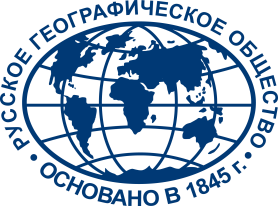 РУССКОЕ ГЕОГРАФИЧЕСКОЕ ОБЩЕСТВО
• ОСНОВАНО В 1845 г. •